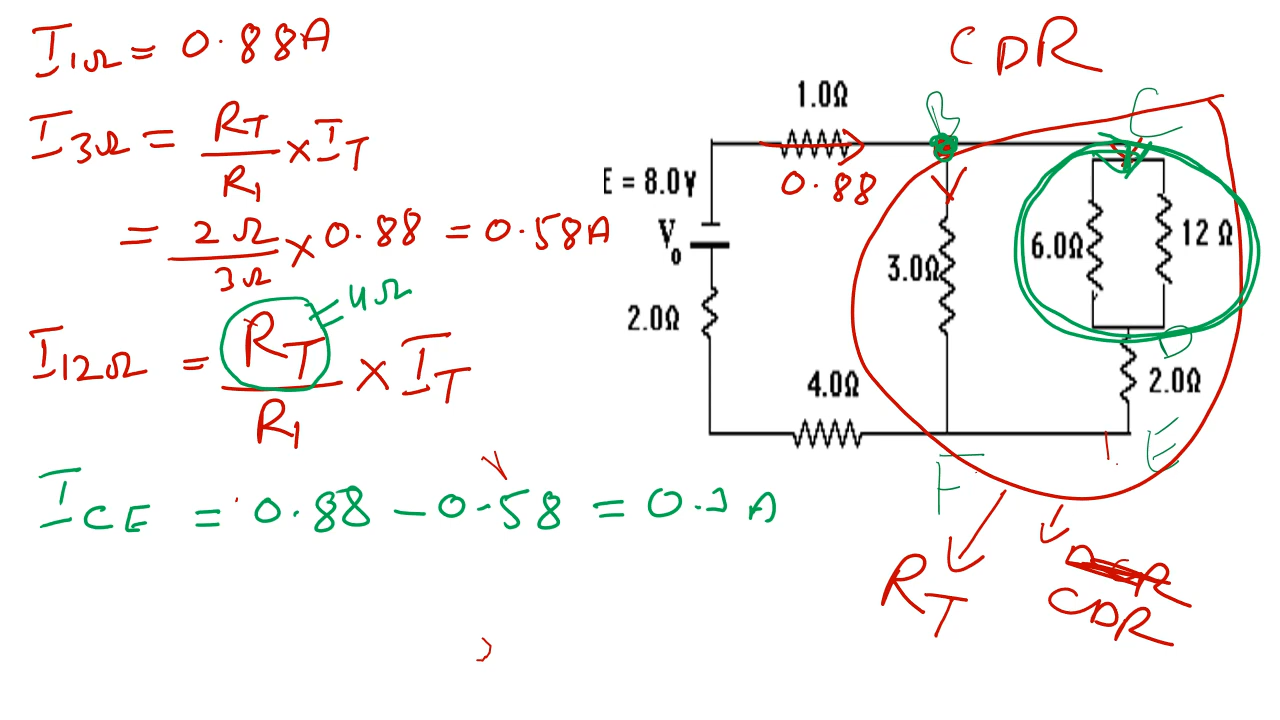 I1Ω = 0.88A
I3Ω = RT/R1 × IT
= 2Ω/3Ω × 0.88 = 0.58A
= 4Ω
I12Ω = RT/R1 × IT
ICE = 0.88 - 0.58 = 0.3 A
CDR
1.0Ω
B
C
0.88
E = 8.0V
Vo
3.0Ω
6.0Ω
12 Ω
2.0Ω
D
2.0Ω
4.0Ω
F
E
RT
CDR